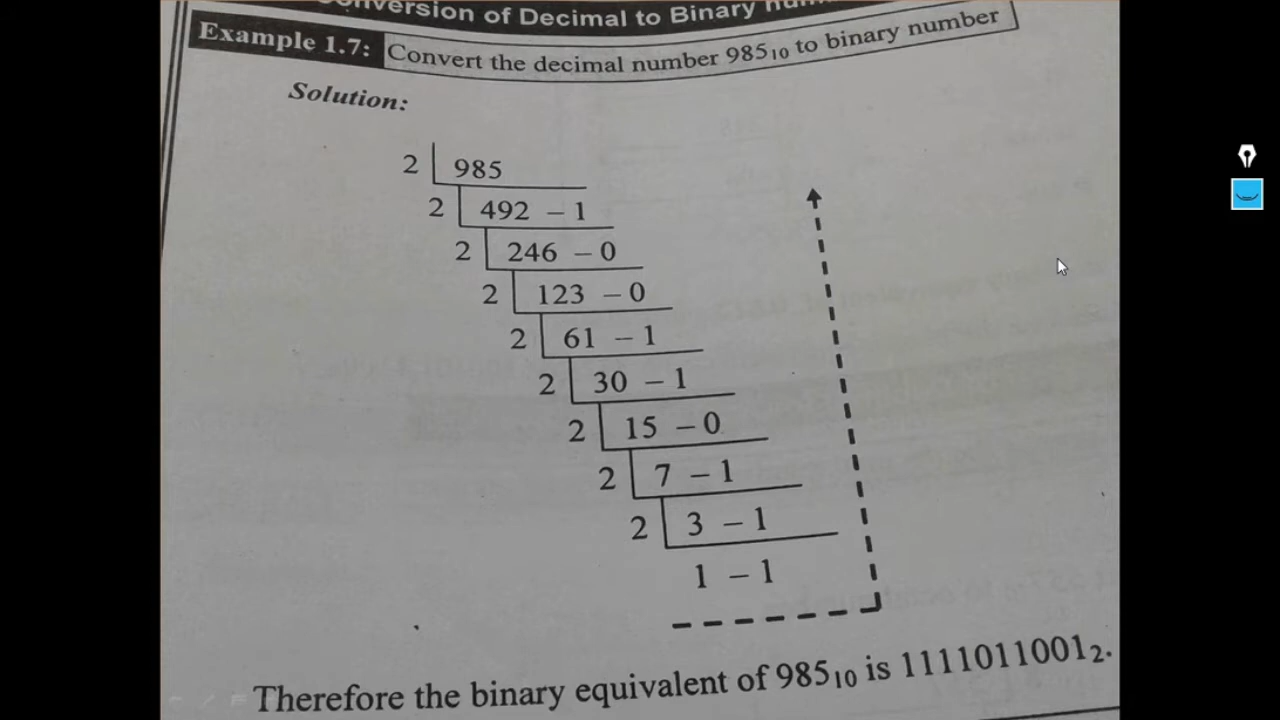 version of Decimal to Binary
Example 1.7: Convert the decimal number 985₁₀ to binary number
Solution:
2 985
2 492 – 1
2 246 – 0
2 123 – 0
2 61 – 1
2 30 – 1
2 15 – 0
2 7 – 1
2 3 – 1
1 – 1
Therefore the binary equivalent of 985₁₀ is 1111011001₂.